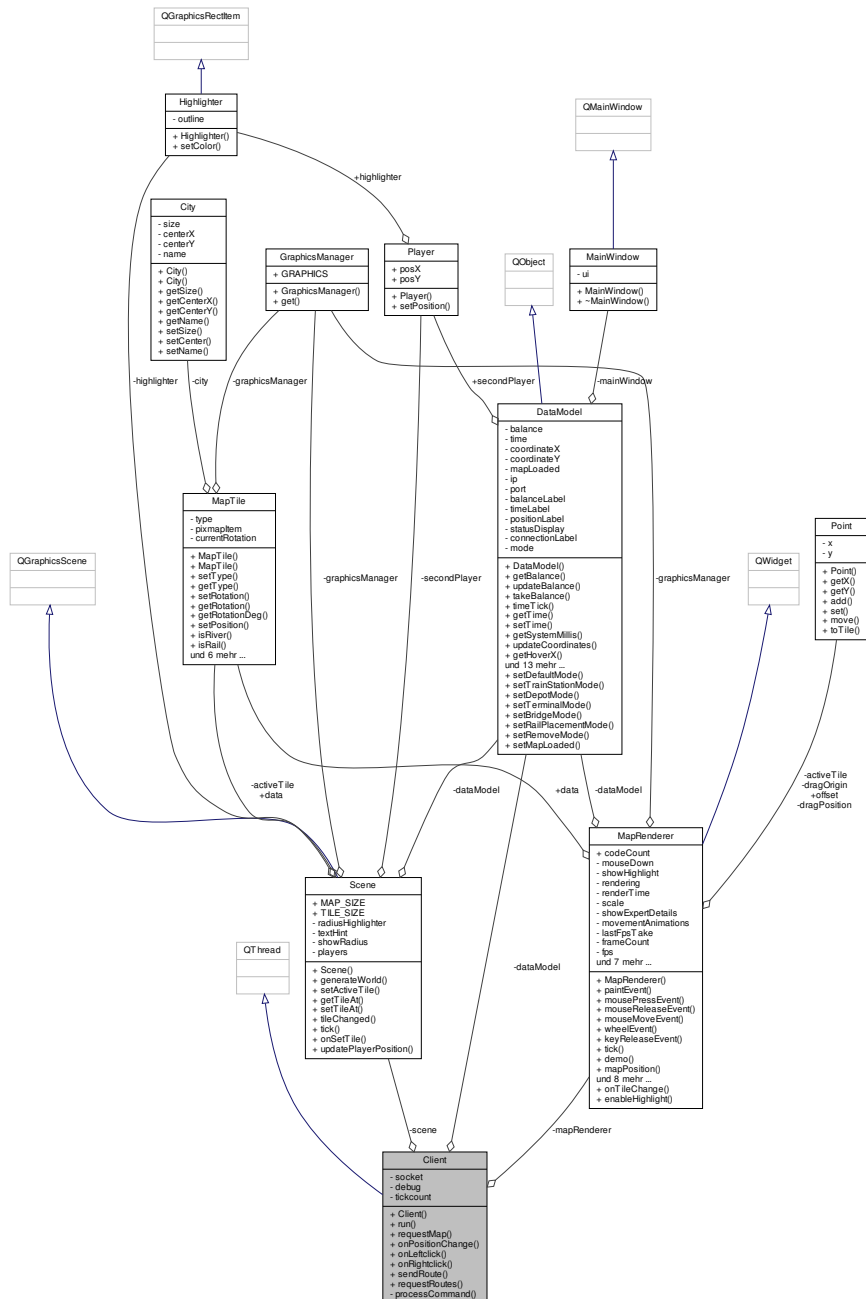 QGraphicsRectItem
Highlighter
- outline
+ Highlighter()
+ setColor()
QMainWindow
+highlighter
City
- size
- centerX
- centerY
- name
+ City()
+ City()
+ getSize()
+ getCenterX()
+ getCenterY()
+ getName()
+ setSize()
+ setCenter()
+ setName()
GraphicsManager
+ GRAPHICS
+ GraphicsManager()
+ get()
Player
+ posX
+ posY
+ Player()
+ setPosition()
QObject
MainWindow
- ui
+ MainWindow()
+ ~MainWindow()
-highlighter
-city
-graphicsManager
+secondPlayer
-mainWindow
DataModel
- balance
- time
- coordinateX
- coordinateY
- mapLoaded
- ip
- port
- balanceLabel
- timeLabel
- positionLabel
- statusDisplay
- connectionLabel
- mode
+ DataModel()
+ getBalance()
+ updateBalance()
+ takeBalance()
+ timeTick()
+ getTime()
+ setTime()
+ getSystemMillis()
+ updateCoordinates()
+ getHoverX()
und 13 mehr ...
+ setDefaultMode()
+ setTrainStationMode()
+ setDepotMode()
+ setTerminalMode()
+ setBridgeMode()
+ setRailPlacementMode()
+ setRemoveMode()
+ setMapLoaded()
MapTile
- type
- pixmapItem
- currentRotation
+ MapTile()
+ MapTile()
+ setType()
+ getType()
+ setRotation()
+ getRotation()
+ getRotationDeg()
+ setPosition()
+ isRiver()
+ isRail()
und 6 mehr ...
Point
- x
- y
+ Point()
+ getX()
+ getY()
+ add()
+ set()
+ move()
+ toTile()
QGraphicsScene
-graphicsManager
-secondPlayer
-graphicsManager
QWidget
-activeTile
+data
-dataModel
+data
-dataModel
-activeTile
-dragOrigin
+offset
-dragPosition
MapRenderer
+ codeCount
- mouseDown
- showHighlight
- rendering
- renderTime
- scale
- showExpertDetails
- movementAnimations
- lastFpsTake
- frameCount
- fps
und 7 mehr ...
+ MapRenderer()
+ paintEvent()
+ mousePressEvent()
+ mouseReleaseEvent()
+ mouseMoveEvent()
+ wheelEvent()
+ keyReleaseEvent()
+ tick()
+ demo()
+ mapPosition()
und 8 mehr ...
+ onTileChange()
+ enableHighlight()
Scene
+ MAP_SIZE
+ TILE_SIZE
- radiusHighlighter
- textHint
- showRadius
- players
+ Scene()
+ generateWorld()
+ setActiveTile()
+ getTileAt()
+ setTileAt()
+ tileChanged()
+ tick()
+ onSetTile()
+ updatePlayerPosition()
QThread
-dataModel
-scene
-mapRenderer
Client
- socket
- debug
- tickcount
+ Client()
+ run()
+ requestMap()
+ onPositionChange()
+ onLeftclick()
+ onRightclick()
+ sendRoute()
+ requestRoutes()
- processCommand()